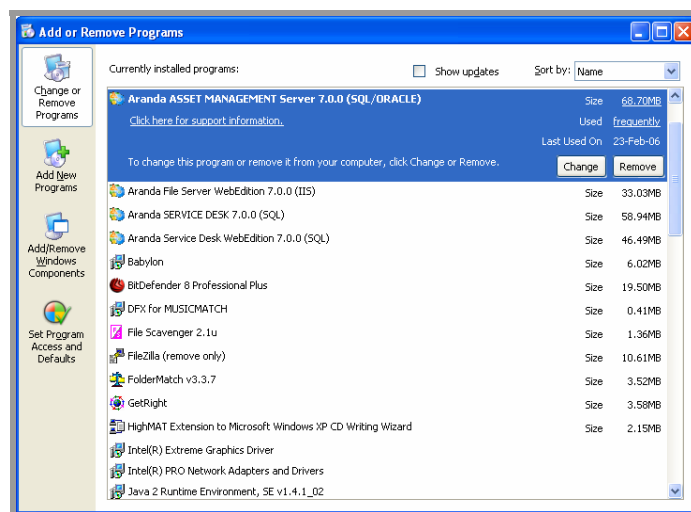 Add or Remove Programs
Change or
Remove
Programs
Add New
Programs
Add/Remove
Windows
Components
Set Program
Access and
Defaults
Currently installed programs:
Show updates
Sort by: Name
Aranda ASSET MANAGEMENT Server 7.0.0 (SQL/ORACLE) Size 68.70MB
Click here for support information. Used frequently
Last Used On 23-Feb-06
To change this program or remove it from your computer, click Change or Remove. Change Remove
Aranda File Server WebEdition 7.0.0 (IIS) Size 33.03MB
Aranda SERVICE DESK 7.0.0 (SQL) Size 58.94MB
Aranda Service Desk WebEdition 7.0.0 (SQL) Size 46.49MB
Babylon Size 6.02MB
BitDefender 8 Professional Plus Size 19.50MB
DFX for MUSICMATCH Size 0.41MB
File Scavenger 2.1u Size 1.36MB
FileZilla (remove only) Size 10.61MB
FolderMatch v3.3.7 Size 3.52MB
GetRight Size 3.58MB
HighMAT Extension to Microsoft Windows XP CD Writing Wizard Size 2.15MB
Intel(R) Extreme Graphics Driver
Intel(R) PRO Network Adapters and Drivers
Java 2 Runtime Environment, SE v1.4.1_02